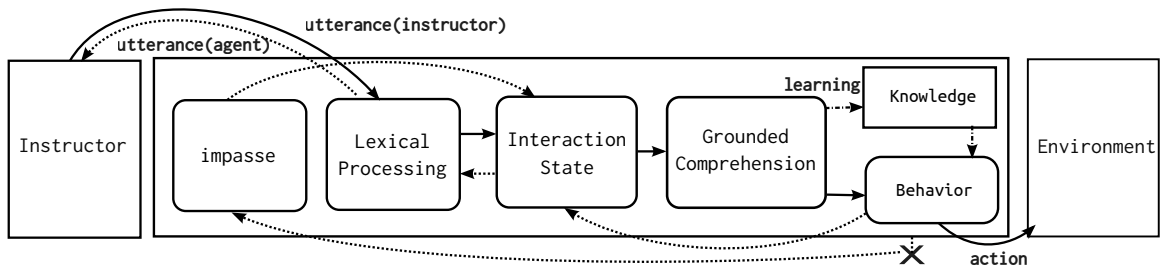 utterance(instructor)
utterance(agent)
learning
Knowledge
Instructor
impasse
Lexical
Processing
Interaction
State
Grounded
Comprehension
Behavior
Environment
action